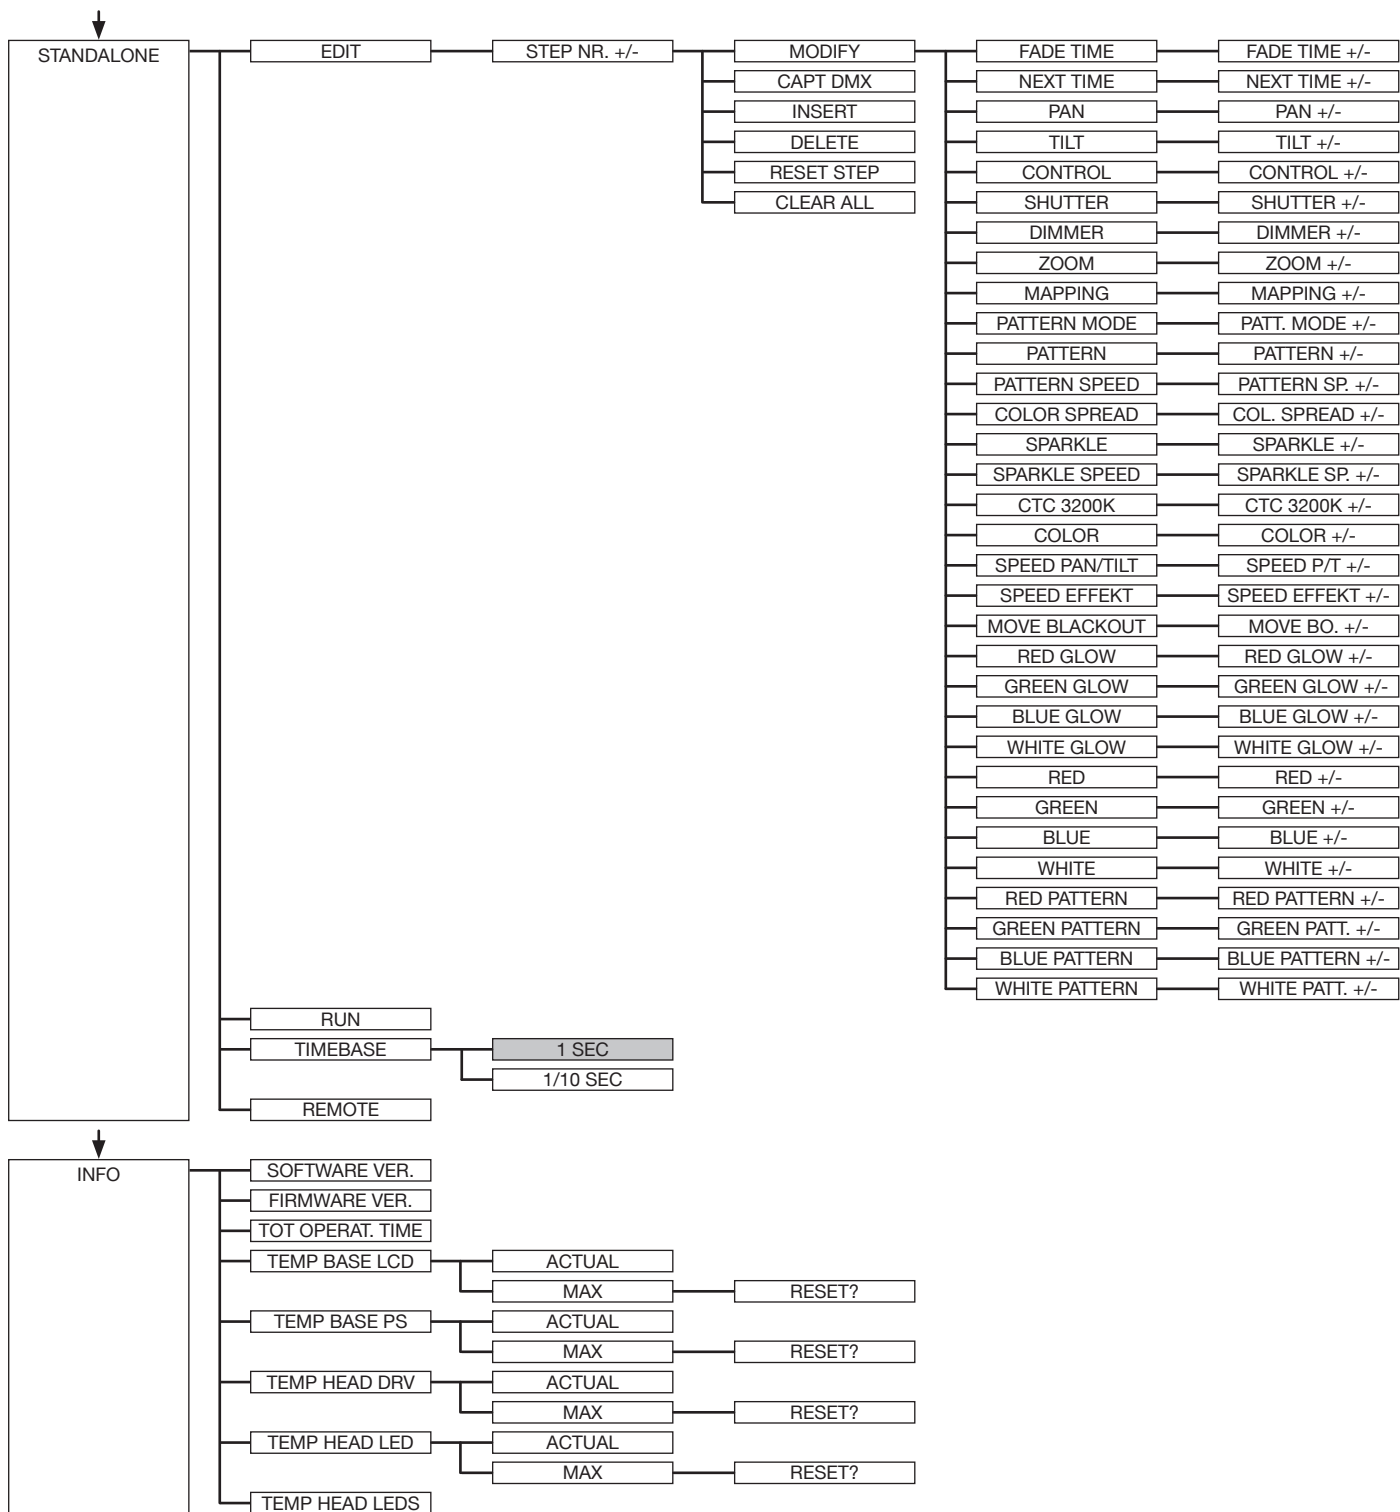 STANDALONE EDIT STEP NR. +/- MODIFY FADE TIME FADE TIME +/-
CAPT DMX NEXT TIME NEXT TIME +/-
INSERT PAN PAN +/-
DELETE TILT TILT +/-
RESET STEP CONTROL CONTROL +/-
CLEAR ALL SHUTTER SHUTTER +/-
DIMMER DIMMER +/-
ZOOM ZOOM +/-
MAPPING MAPPING +/-
PATTERN MODE PATT. MODE +/-
PATTERN PATTERN +/-
PATTERN SPEED PATTERN SP. +/-
COLOR SPREAD COL. SPREAD +/-
SPARKLE SPARKLE +/-
SPARKLE SPEED SPARKLE SP. +/-
CTC 3200K CTC 3200K +/-
COLOR COLOR +/-
SPEED PAN/TILT SPEED P/T +/-
SPEED EFFEKT SPEED EFFEKT +/-
MOVE BLACKOUT MOVE BO. +/-
RED GLOW RED GLOW +/-
GREEN GLOW GREEN GLOW +/-
BLUE GLOW BLUE GLOW +/-
WHITE GLOW WHITE GLOW +/-
RED RED +/-
GREEN GREEN +/-
BLUE BLUE +/-
WHITE WHITE +/-
RED PATTERN RED PATTERN +/-
GREEN PATTERN GREEN PATT. +/-
BLUE PATTERN BLUE PATTERN +/-
WHITE PATTERN WHITE PATT. +/-
RUN
TIMEBASE 1 SEC
1/10 SEC
REMOTE
INFO SOFTWARE VER.
FIRMWARE VER.
TOT OPERAT. TIME
TEMP BASE LCD ACTUAL
MAX RESET?
TEMP BASE PS ACTUAL
MAX RESET?
TEMP HEAD DRV ACTUAL
MAX RESET?
TEMP HEAD LED ACTUAL
MAX RESET?
TEMP HEAD LEDS